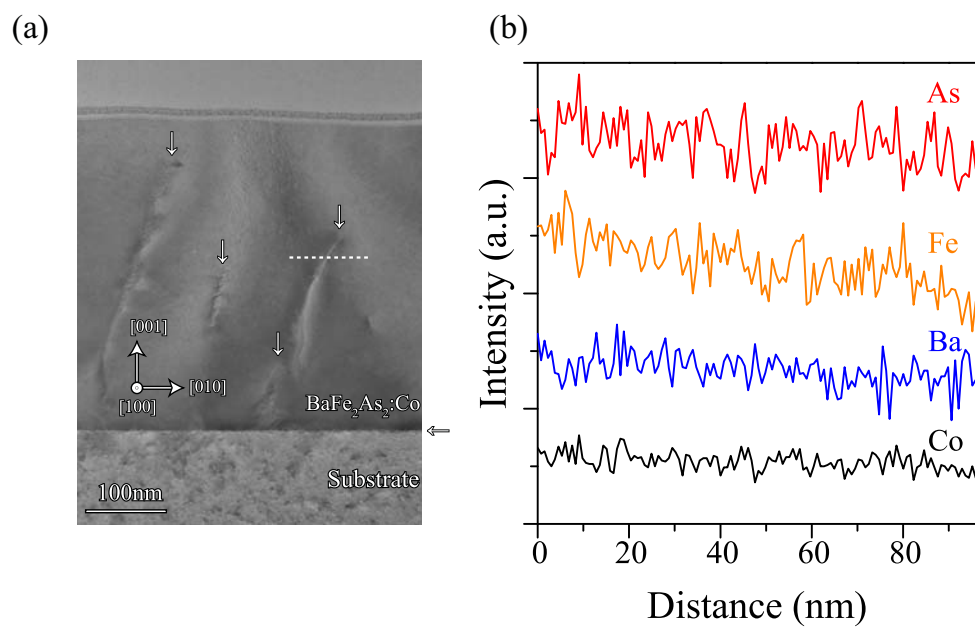 (a)
[001]
[010]
[100]
BaFe₂As₂:Co
Substrate
100nm
(b)
Intensity (a.u.)
As
Fe
Ba
Co
0 20 40 60 80
Distance (nm)